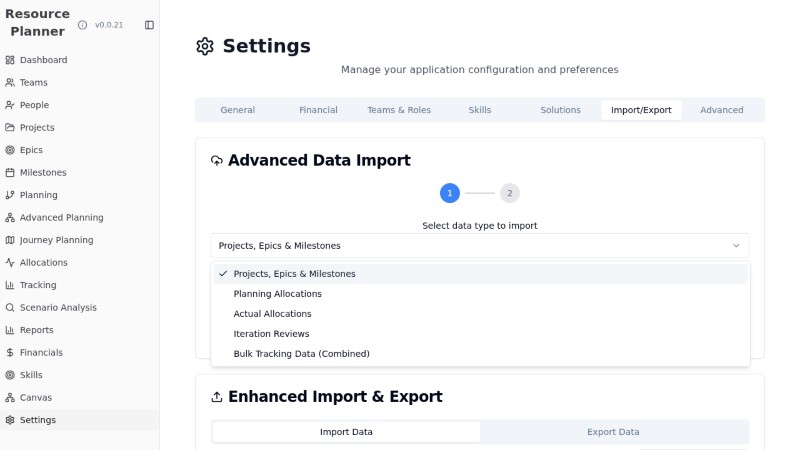 Resource
Planner
v0.0.21
Dashboard
Teams
People
Projects
Epics
Milestones
Planning
Advanced Planning
Journey Planning
Allocations
Tracking
Scenario Analysis
Reports
Financials
Skills
Canvas
Settings
Settings
Manage your application configuration and preferences
General Financial Teams & Roles Skills Solutions Import/Export Advanced
Advanced Data Import
1 2
Select data type to import
Projects, Epics & Milestones
Projects, Epics & Milestones
Planning Allocations
Actual Allocations
Iteration Reviews
Bulk Tracking Data (Combined)
Enhanced Import & Export
Import Data Export Data